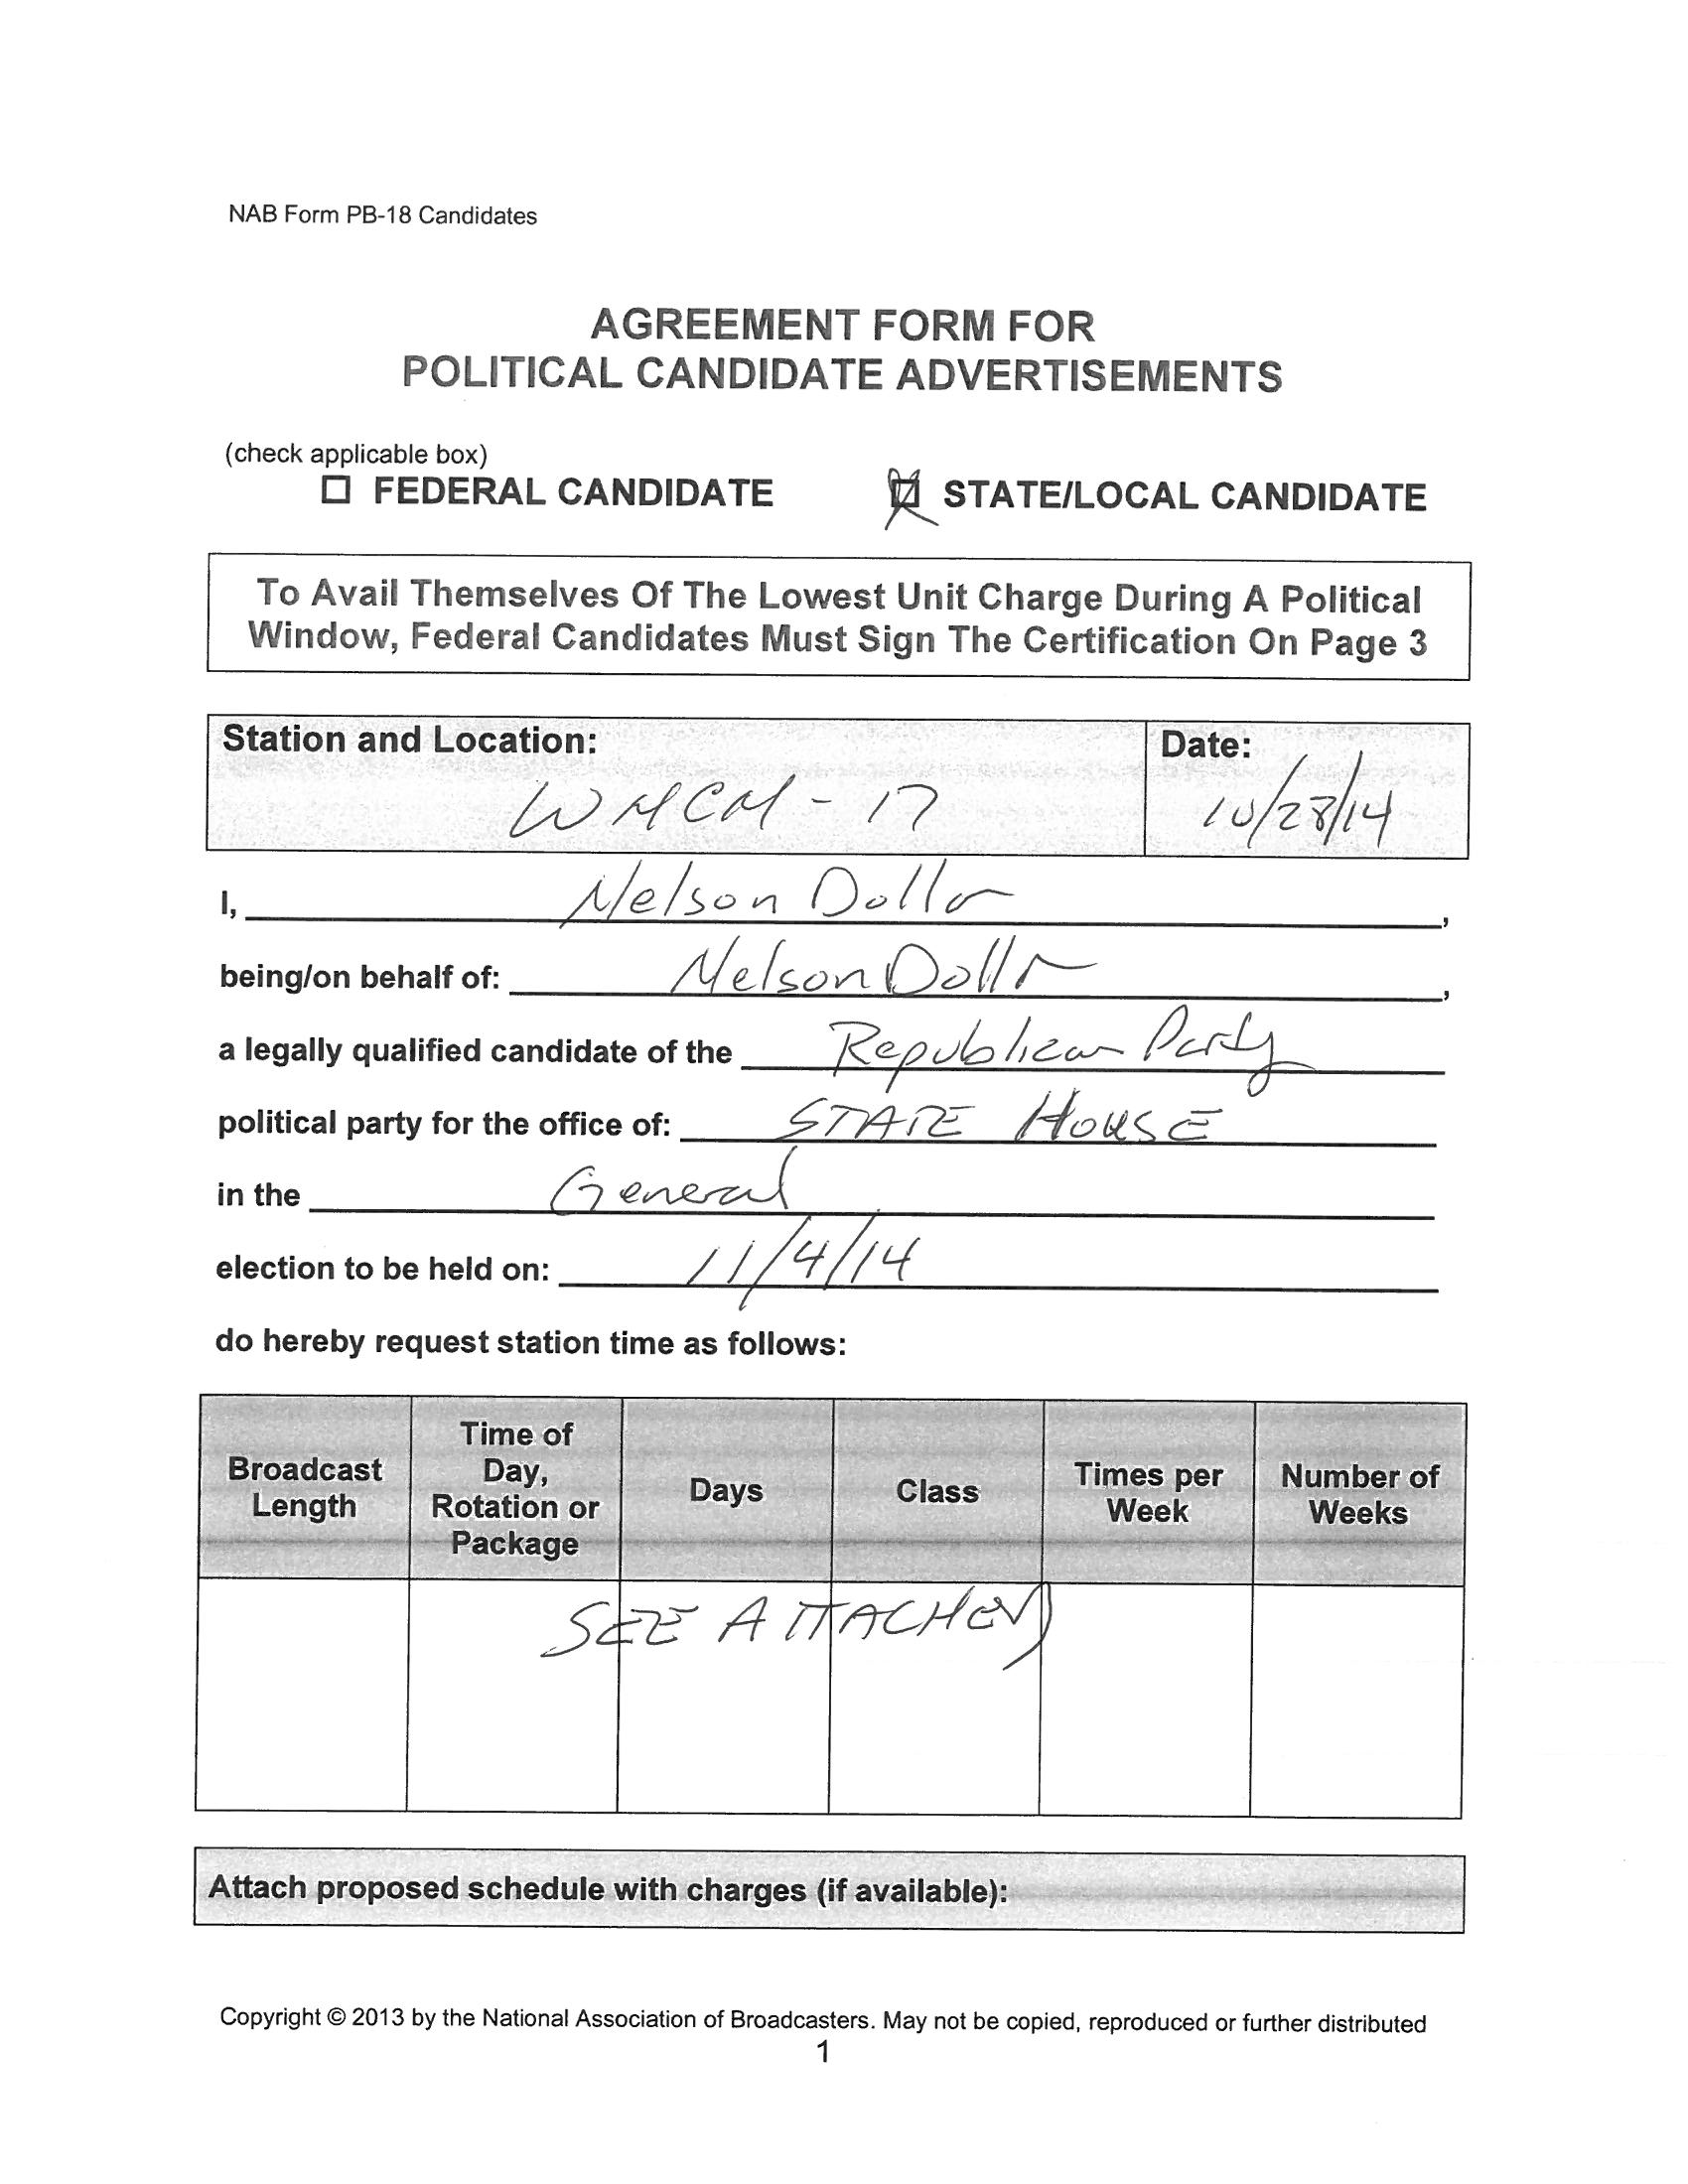 NAB Form PB-18 Candidates
AGREEMENT FORM FOR
POLITICAL CANDIDATE ADVERTISEMENTS
(check applicable box)
☐ FEDERAL CANDIDATE ☒ STATE/LOCAL CANDIDATE
To Avail Themselves Of The Lowest Unit Charge During A Political
Window, Federal Candidates Must Sign The Certification On Page 3
Station and Location: Date:
WMCM - 17 10/28/14
I, Nelson Dollar,
being/on behalf of: Nelson Dollar,
a legally qualified candidate of the Republican Party
political party for the office of: STATE HOUSE
in the General
election to be held on: 11/4/14
do hereby request station time as follows:
Broadcast Length Time of Day, Rotation or Package Days Class Times per Week Number of Weeks
SEE ATTACHED
Attach proposed schedule with charges (if available):
Copyright © 2013 by the National Association of Broadcasters. May not be copied, reproduced or further distributed
1